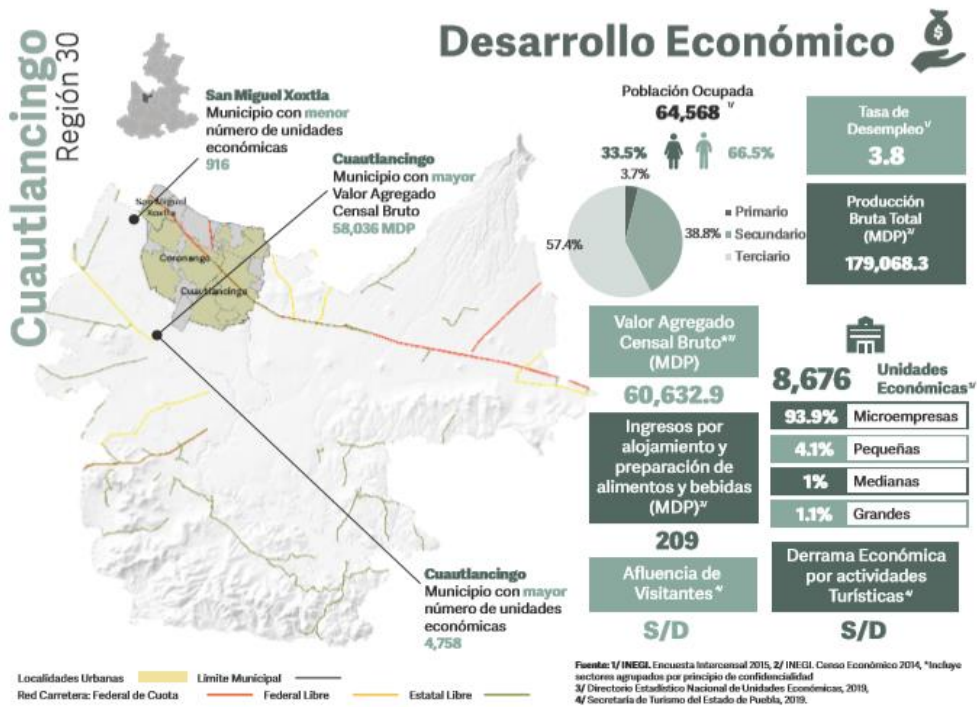 Cuautlancingo
Región 30
Desarrollo Económico
$
San Miguel Xoxtla
Municipio con menor
número de unidades
económicas
916
Cuautlancingo
Municipio con mayor
Valor Agregado
Censal Bruto
58,036 MDP
San Miguel
Xoxtla
Coronango
Cuautlancingo
Cuautlancingo
Municipio con mayor
número de unidades
económicas
4,758
Población Ocupada
64,568 1/
33.5% 66.5%
3.7%
38.8%
57.4%
Primario
Secundario
Terciario
Tasa de
Desempleo1/
3.8
Producción
Bruta Total
(MDP)2/
179,068.3
Valor Agregado
Censal Bruto*2/
(MDP)
60,632.9
Ingresos por
alojamiento y
preparación de
alimentos y bebidas
(MDP)2/
209
Afluencia de
Visitantes4/
S/D
8,676 Unidades
Económicas3/
93.9% Microempresas
4.1% Pequeñas
1% Medianas
1.1% Grandes
Derrama Económica
por actividades
Turísticas4/
S/D
Localidades Urbanas Límite Municipal
Red Carretera: Federal de Cuota Federal Libre Estatal Libre
Fuente: 1/ INEGI. Encuesta Intercensal 2015, 2/ INEGI. Censo Económico 2014, *Incluye
sectores agrupados por principio de confidencialidad
3/ Directorio Estadístico Nacional de Unidades Económicas, 2019,
4/ Secretaría de Turismo del Estado de Puebla, 2019.